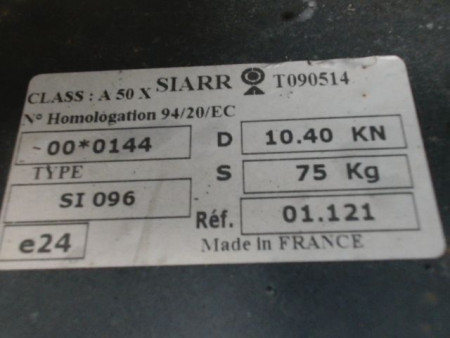 CLASS : A 50 X SIARR T090514
N° Homologation 94/20/EC
00*0144 D 10.40 KN
TYPE S 75 Kg
SI 096 Réf. 01.121
e24 Made in FRANCE